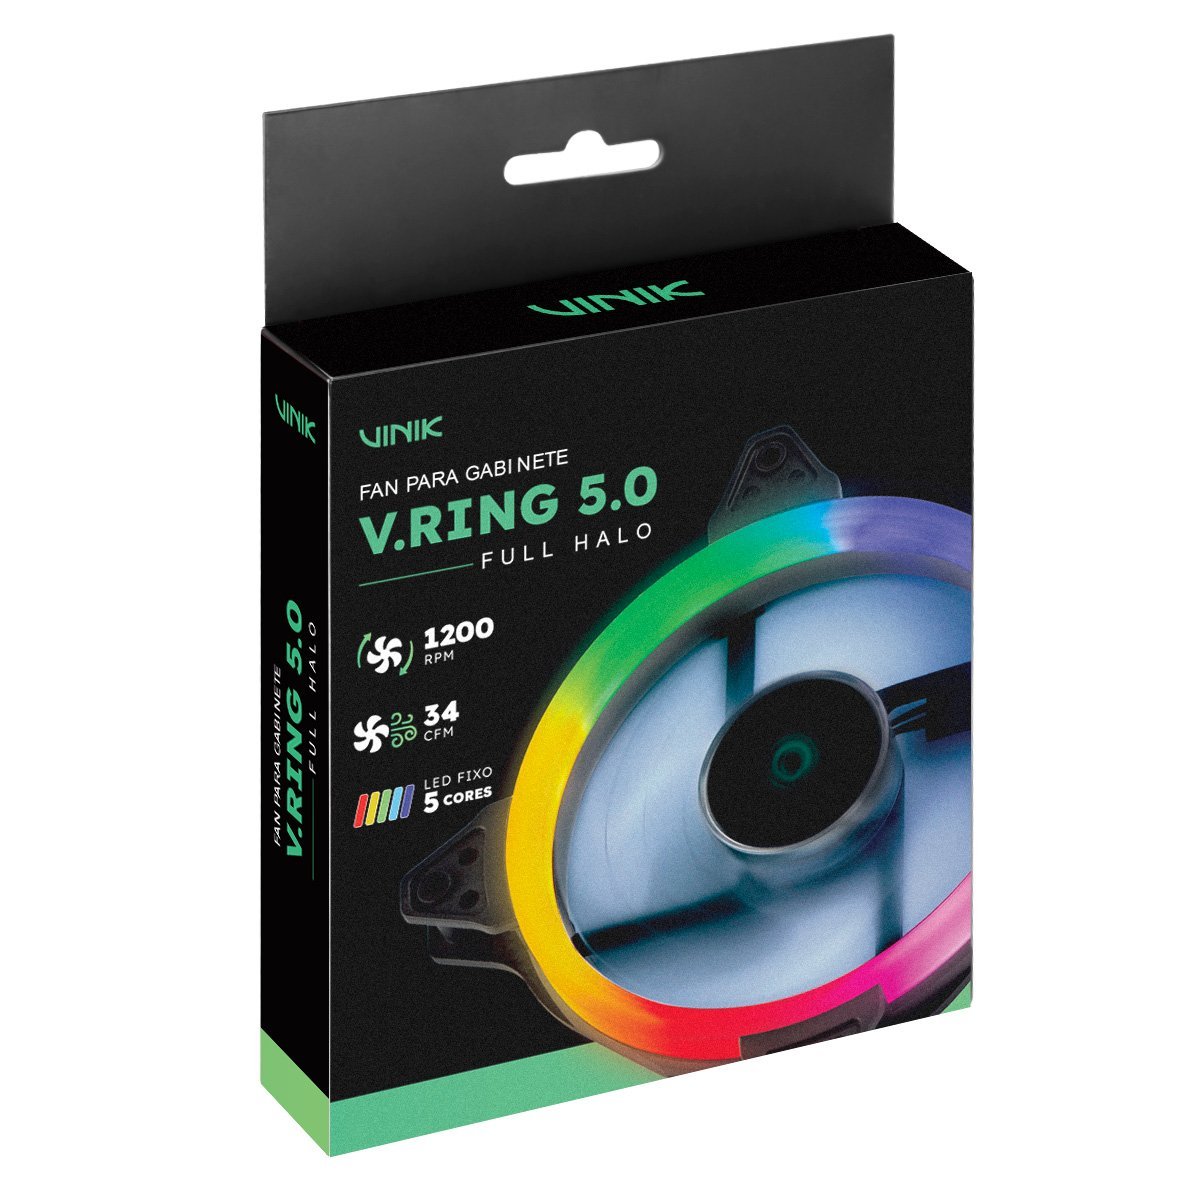 VINIK
VINIK
FAN PARA GABINETE
V.RING 5.0
FULL HALO
1200
RPM
34
CFM
LED FIXO
5 CORES
VINIK
FAN PARA GABINETE
V.RING 5.0
FULL HALO